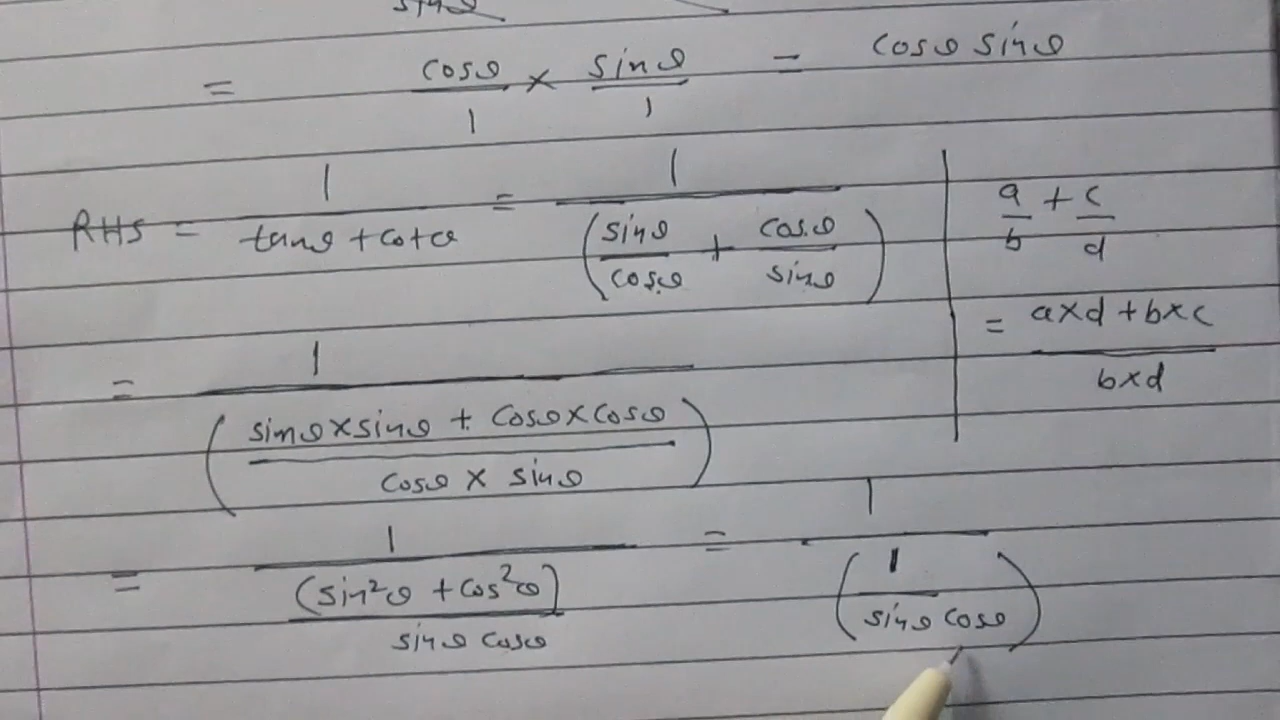 sinθ
= cosθ/1 × sinθ/1 = cosθ sinθ
RHS = 1/(tanθ + cotθ) = 1/(sinθ/cosθ + cosθ/sinθ)
a/b + c/d
= (a×d + b×c)/(b×d)
= 1/((sinθ×sinθ + cosθ×cosθ)/(cosθ × sinθ))
= 1/((sin²θ + cos²θ)/(sinθ cosθ)) = 1/(1/(sinθ cosθ))